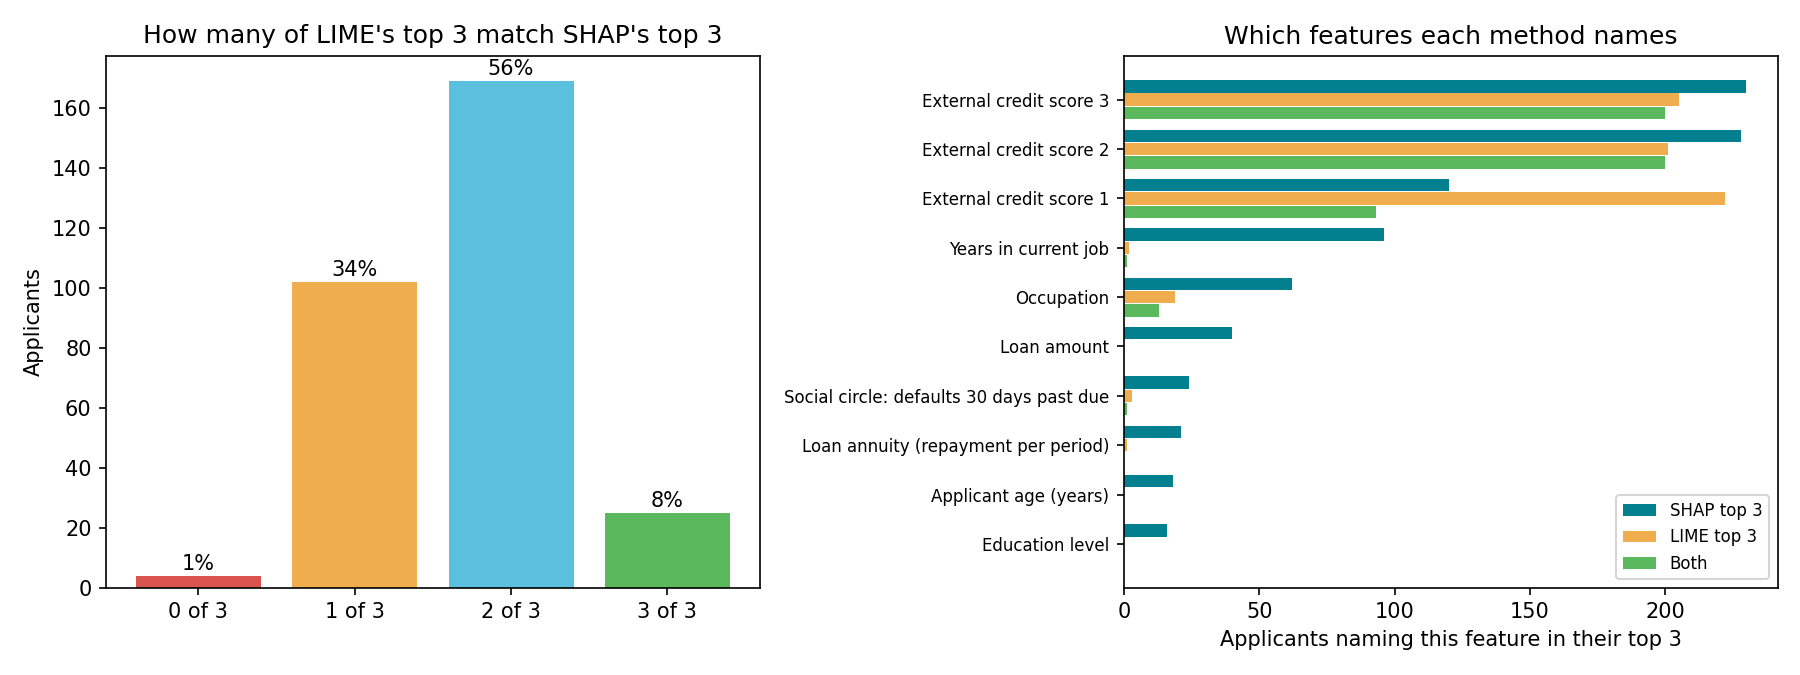 How many of LIME's top 3 match SHAP's top 3
Applicants
160
140
120
100
80
60
40
20
0
1%
34%
56%
8%
0 of 3
1 of 3
2 of 3
3 of 3
Which features each method names
External credit score 3
External credit score 2
External credit score 1
Years in current job
Occupation
Loan amount
Social circle: defaults 30 days past due
Loan annuity (repayment per period)
Applicant age (years)
Education level
SHAP top 3
LIME top 3
Both
0
50
100
150
200
Applicants naming this feature in their top 3